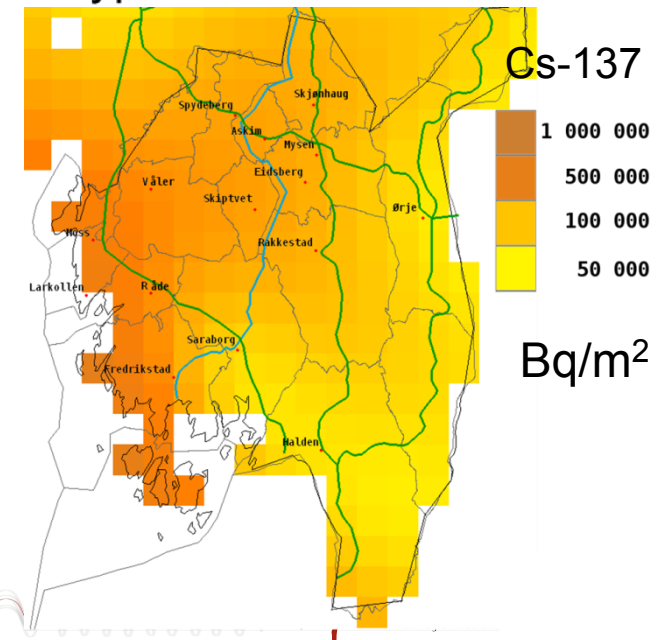 Cs-137
Skjønhaug
Spydeberg
1 000 000
Askim
Mysen
Eidsberg
500 000
Våler
Skiptvet
Ørje
100 000
Moss
Rakkestad
50 000
Larkollen
Råde
Saraborg
Bq/m²
Fredrikstad
Halden